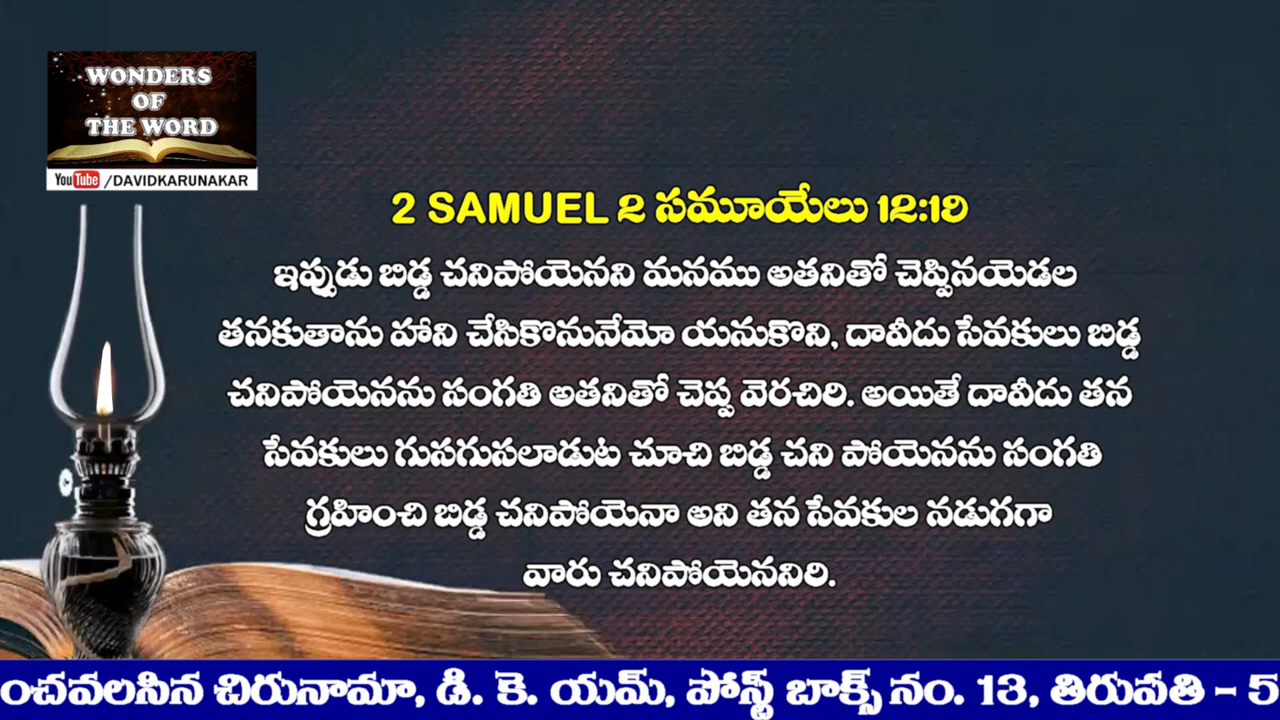 WONDERS
OF
THE WORD
YouTube /DAVIDKARUNAKAR
2 SAMUEL 2 సమూయేలు 12:19
ఇప్పుడు బిడ్డ చనిపోయెనని మనము అతనితో చెప్పినయెడల
తనకుతాను హాని చేసికొనునేమో యనుకొని, దావీదు సేవకులు బిడ్డ
చనిపోయెనను సంగతి అతనితో చెప్ప వెరచిరి. అయితే దావీదు తన
సేవకులు గుసగుసలాడుట చూచి బిడ్డ చని పోయెనను సంగతి
గ్రహించి బిడ్డ చనిపోయెనా అని తన సేవకుల నడుగగా
వారు చనిపోయెననిరి.
ంచవలసిన చిరునామా, డి. కె. యమ్, పోస్ట్ బాక్స్ నం. 13, తిరుపతి - 5